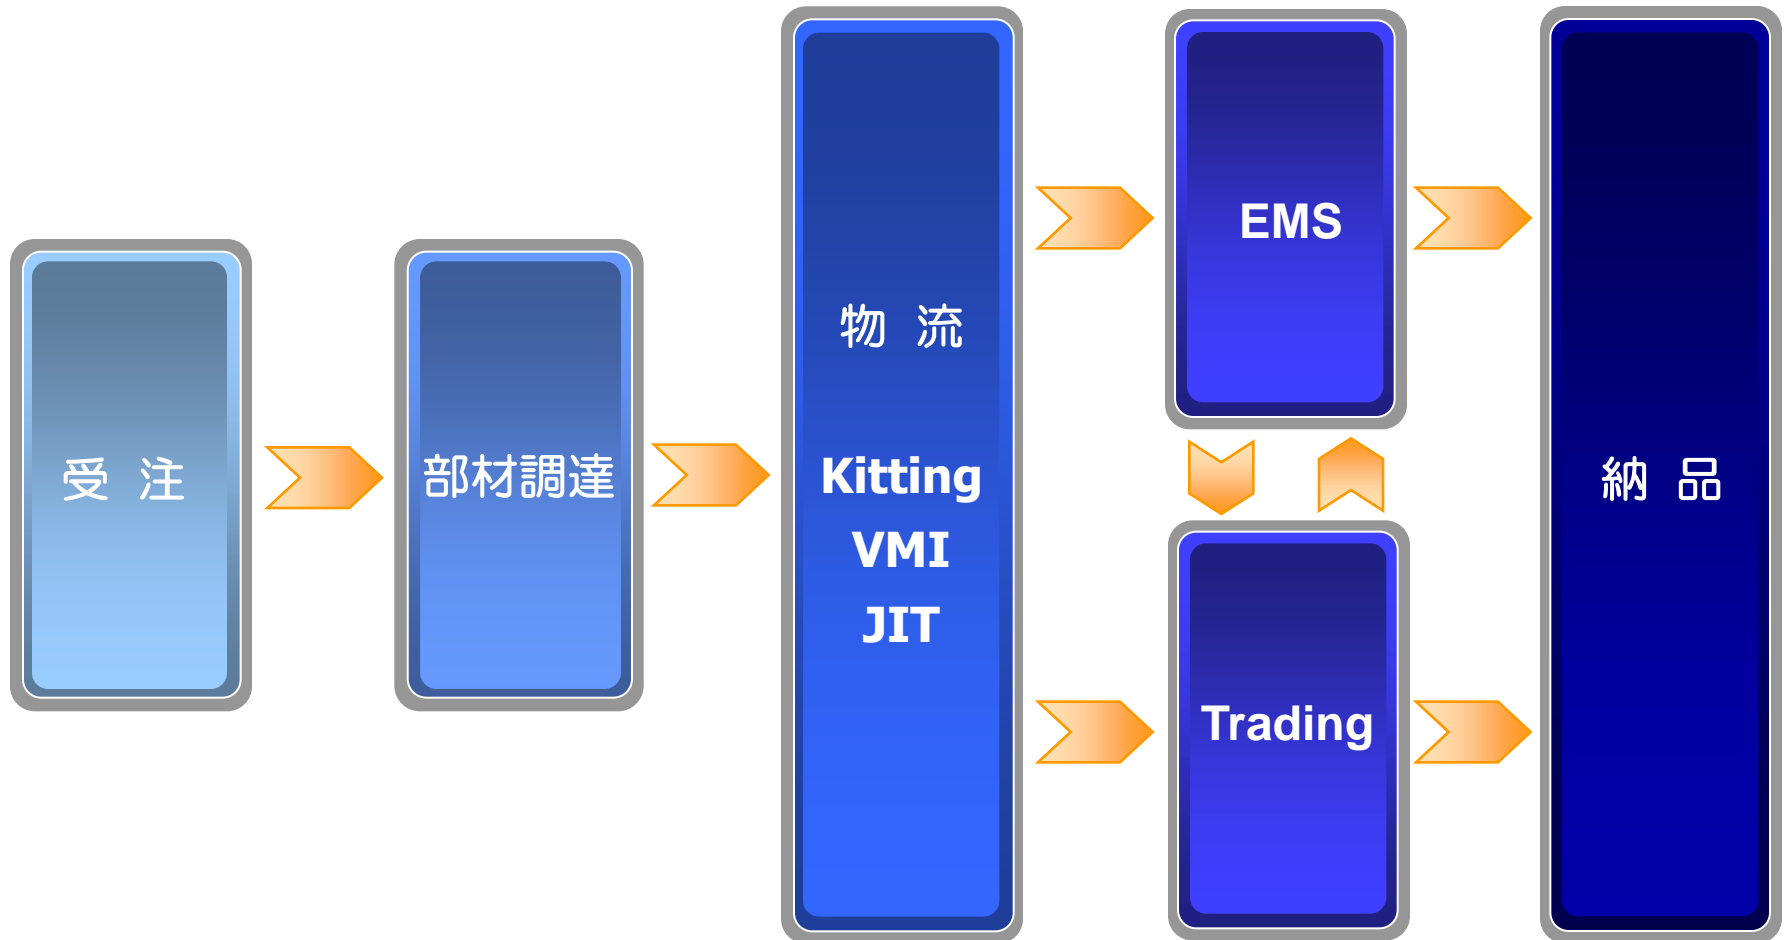 受 注
部材調達
物 流
Kitting
VMI
JIT
EMS
Trading
納 品